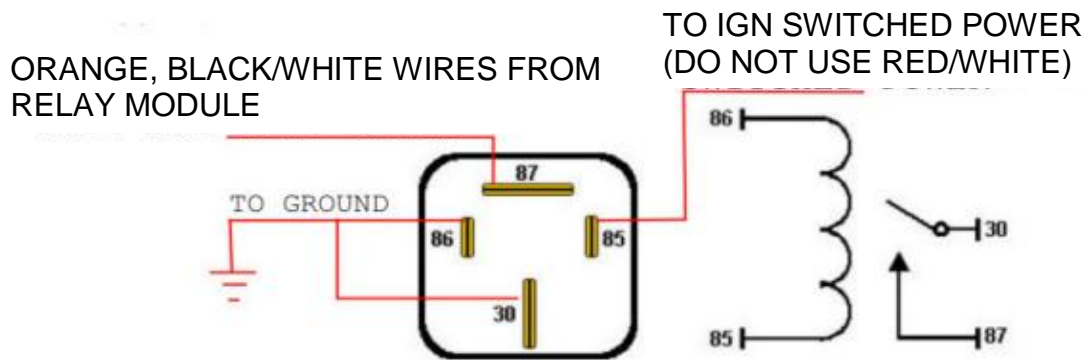 TO IGN SWITCHED POWER
(DO NOT USE RED/WHITE)
ORANGE, BLACK/WHITE WIRES FROM
RELAY MODULE
86
87
TO GROUND
86
85
30
30
85
87